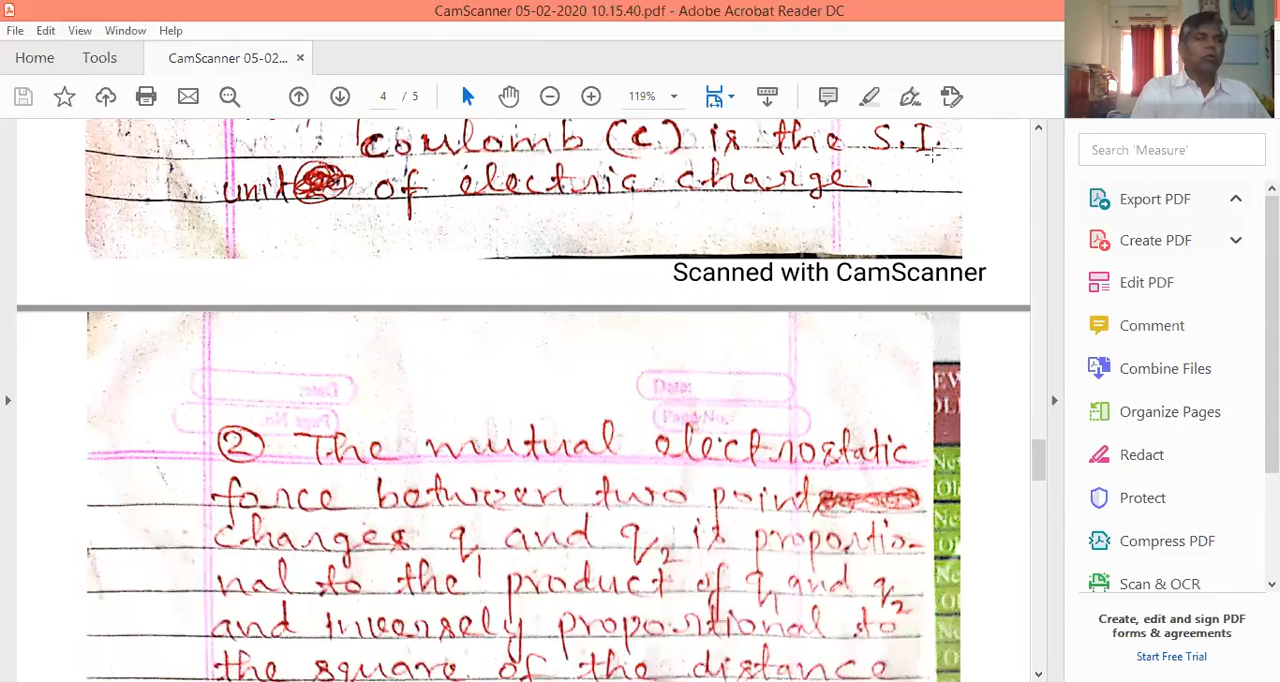 CamScanner 05-02-2020 10.15.40.pdf - Adobe Acrobat Reader DC
File Edit View Window Help
Home Tools CamScanner 05-02... ×
4 / 5 119%
Coulomb (C.) is the S.I.
unit of electric charge.
Scanned with CamScanner
Date:
Page No.
② The mutual electrostatic
force between two point
charges q1 and q2 is proportio-
nal to the product of q1 and q2
and inversely proportional to
the square of the distance
Search 'Measure'
Export PDF
Create PDF
Edit PDF
Comment
Combine Files
Organize Pages
Redact
Protect
Compress PDF
Scan & OCR
Create, edit and sign PDF
forms & agreements
Start Free Trial